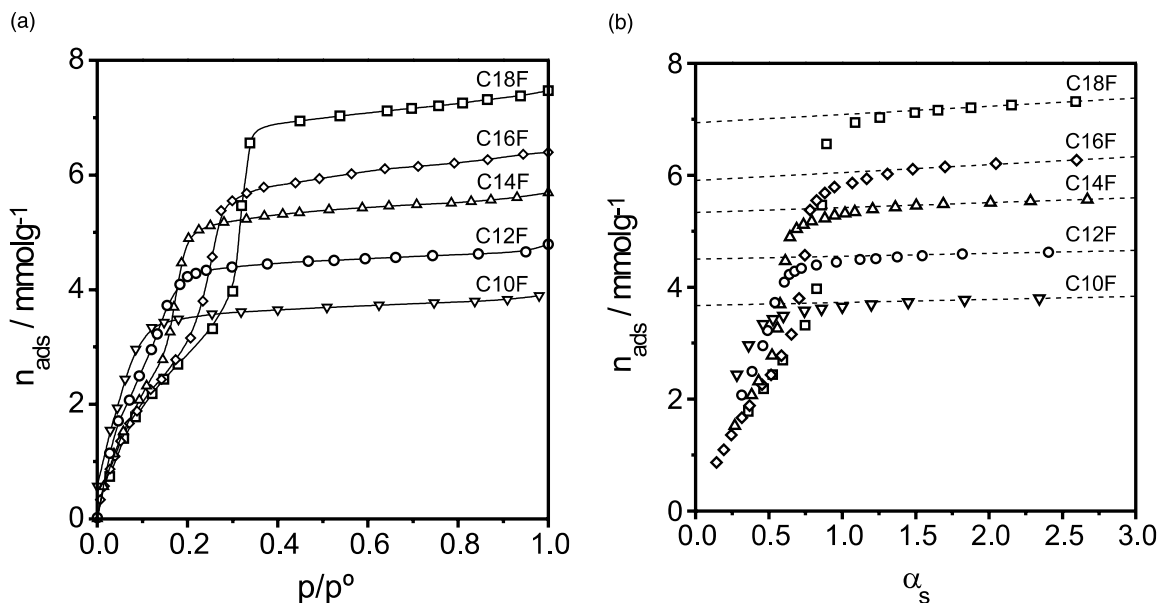 (a)
8
6
4
2
0
n_ads / mmolg-1
C18F
C16F
C14F
C12F
C10F
0.0 0.2 0.4 0.6 0.8 1.0
p/pº
(b)
8
6
4
2
0
n_ads / mmolg-1
C18F
C16F
C14F
C12F
C10F
0.0 0.5 1.0 1.5 2.0 2.5 3.0
α_s